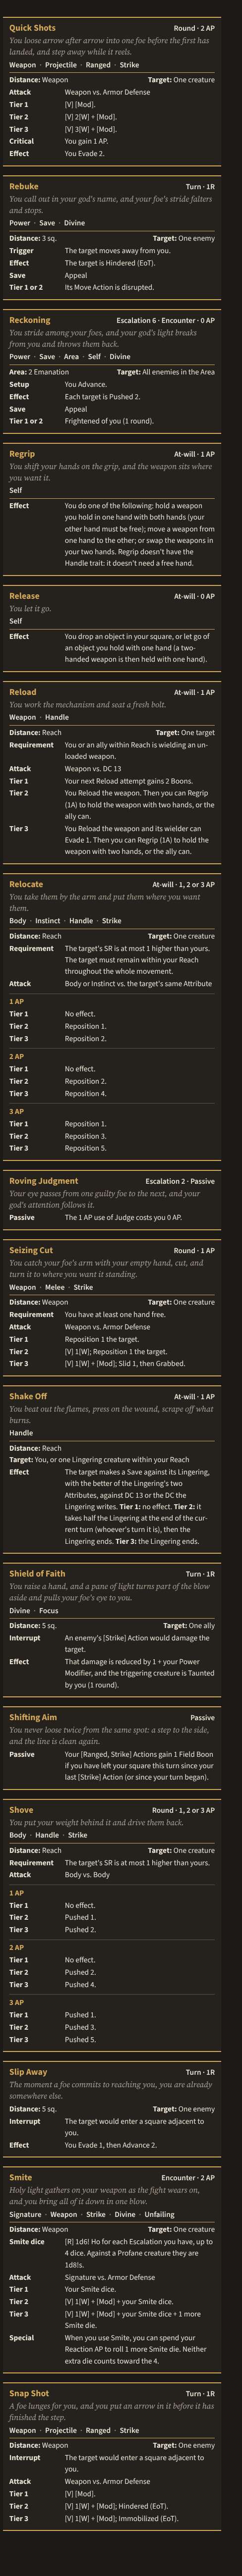 Quick Shots Round · 2 AP
You loose arrow after arrow into one foe before the first has
landed, and step away while it reels.
Weapon · Projectile · Ranged · Strike
Distance: Weapon Target: One creature
Attack Weapon vs. Armor Defense
Tier 1 [V] [Mod].
Tier 2 [V] 2[W] + [Mod].
Tier 3 [V] 3[W] + [Mod].
Critical You gain 1 AP.
Effect You Evade 2.
Rebuke Turn · 1R
You call out in your god's name, and your foe's stride falters
and stops.
Power · Save · Divine
Distance: 3 sq. Target: One enemy
Trigger The target moves away from you.
Effect The target is Hindered (EoT).
Save Appeal
Tier 1 or 2 Its Move Action is disrupted.
Reckoning Escalation 6 · Encounter · 0 AP
You stride among your foes, and your god's light breaks
from you and throws them back.
Power · Save · Area · Self · Divine
Area: 2 Emanation Target: All enemies in the Area
Setup You Advance.
Effect Each target is Pushed 2.
Save Appeal
Tier 1 or 2 Frightened of you (1 round).
Regrip At-will · 1 AP
You shift your hands on the grip, and the weapon sits where
you want it.
Self
Effect You do one of the following: hold a weapon
you hold in one hand with both hands (your
other hand must be free); move a weapon from
one hand to the other; or swap the weapons in
your two hands. Regrip doesn't have the
Handle trait: it doesn't need a free hand.
Release At-will · 0 AP
You let it go.
Self
Effect You drop an object in your square, or let go of
an object you hold with one hand (a two-
handed weapon is then held with one hand).
Reload At-will · 1 AP
You work the mechanism and seat a fresh bolt.
Weapon · Handle
Distance: Reach Target: One target
Requirement You or an ally within Reach is wielding an un-
loaded weapon.
Attack Weapon vs. DC 13
Tier 1 Your next Reload attempt gains 2 Boons.
Tier 2 You Reload the weapon. Then you can Regrip
(1A) to hold the weapon with two hands, or the
ally can.
Tier 3 You Reload the weapon and its wielder can
Evade 1. Then you can Regrip (1A) to hold the
weapon with two hands, or the ally can.
Relocate At-will · 1, 2 or 3 AP
You take them by the arm and put them where you want
them.
Body · Instinct · Handle · Strike
Distance: Reach Target: One creature
Requirement The target's SR is at most 1 higher than yours.
The target must remain within your Reach
throughout the whole movement.
Attack Body or Instinct vs. the target's same Attribute
1 AP
Tier 1 No effect.
Tier 2 Reposition 1.
Tier 3 Reposition 2.
2 AP
Tier 1 No effect.
Tier 2 Reposition 2.
Tier 3 Reposition 4.
3 AP
Tier 1 Reposition 1.
Tier 2 Reposition 3.
Tier 3 Reposition 5.
Roving Judgment Escalation 2 · Passive
Your eye passes from one guilty foe to the next, and your
god's attention follows it.
Passive The 1 AP use of Judge costs you 0 AP.
Seizing Cut Round · 1 AP
You catch your foe's arm with your empty hand, cut, and
turn it to where you want it standing.
Weapon · Melee · Strike
Distance: Weapon Target: One creature
Requirement You have at least one hand free.
Attack Weapon vs. Armor Defense
Tier 1 Reposition 1 the target.
Tier 2 [V] 1[W]; Reposition 1 the target.
Tier 3 [V] 1[W] + [Mod]; Slid 1, then Grabbed.
Shake Off At-will · 1 AP
You beat out the flames, press on the wound, scrape off what
burns.
Handle
Distance: Reach
Target: You, or one Lingering creature within your Reach
Effect The target makes a Save against its Lingering,
with the better of the Lingering's two
Attributes, against DC 13 or the DC the
Lingering writes. Tier 1: no effect. Tier 2: it
takes half the Lingering at the end of the cur-
rent turn (whoever's turn it is), then the
Lingering ends. Tier 3: the Lingering ends.
Shield of Faith Turn · 1R
You raise a hand, and a pane of light turns part of the blow
aside and pulls your foe's eye to you.
Divine · Focus
Distance: 5 sq. Target: One ally
Interrupt An enemy's [Strike] Action would damage the
target.
Effect That damage is reduced by 1 + your Power
Modifier, and the triggering creature is Taunted
by you (1 round).
Shifting Aim Passive
You never loose twice from the same spot: a step to the side,
and the line is clean again.
Passive Your [Ranged, Strike] Actions gain 1 Field Boon
if you have left your square this turn since your
last [Strike] Action (or since your turn began).
Shove Round · 1, 2 or 3 AP
You put your weight behind it and drive them back.
Body · Handle · Strike
Distance: Reach Target: One creature
Requirement The target's SR is at most 1 higher than yours.
Attack Body vs. Body
1 AP
Tier 1 No effect.
Tier 2 Pushed 1.
Tier 3 Pushed 2.
2 AP
Tier 1 No effect.
Tier 2 Pushed 2.
Tier 3 Pushed 4.
3 AP
Tier 1 Pushed 1.
Tier 2 Pushed 3.
Tier 3 Pushed 5.
Slip Away Turn · 1R
The moment a foe commits to reaching you, you are already
somewhere else.
Distance: 5 sq. Target: One enemy
Interrupt The target would enter a square adjacent to
you.
Effect You Evade 1, then Advance 2.
Smite Encounter · 2 AP
Holy light gathers on your weapon as the fight wears on,
and you bring all of it down in one blow.
Signature · Weapon · Strike · Divine · Unfailing
Distance: Weapon Target: One creature
Smite dice [R] 1d6! Ho for each Escalation you have, up to
4 dice. Against a Profane creature they are
1d8!s.
Attack Signature vs. Armor Defense
Tier 1 Your Smite dice.
Tier 2 [V] 1[W] + [Mod] + your Smite dice.
Tier 3 [V] 1[W] + [Mod] + your Smite dice + 1 more
Smite die.
Special When you use Smite, you can spend your
Reaction AP to roll 1 more Smite die. Neither
extra die counts toward the 4.
Snap Shot Turn · 1R
A foe lunges for you, and you put an arrow in it before it has
finished the step.
Weapon · Projectile · Ranged · Strike
Distance: Weapon Target: One enemy
Interrupt The target would enter a square adjacent to
you.
Attack Weapon vs. Armor Defense
Tier 1 [V] [Mod].
Tier 2 [V] 1[W] + [Mod]; Hindered (EoT).
Tier 3 [V] 1[W] + [Mod]; Immobilized (EoT).